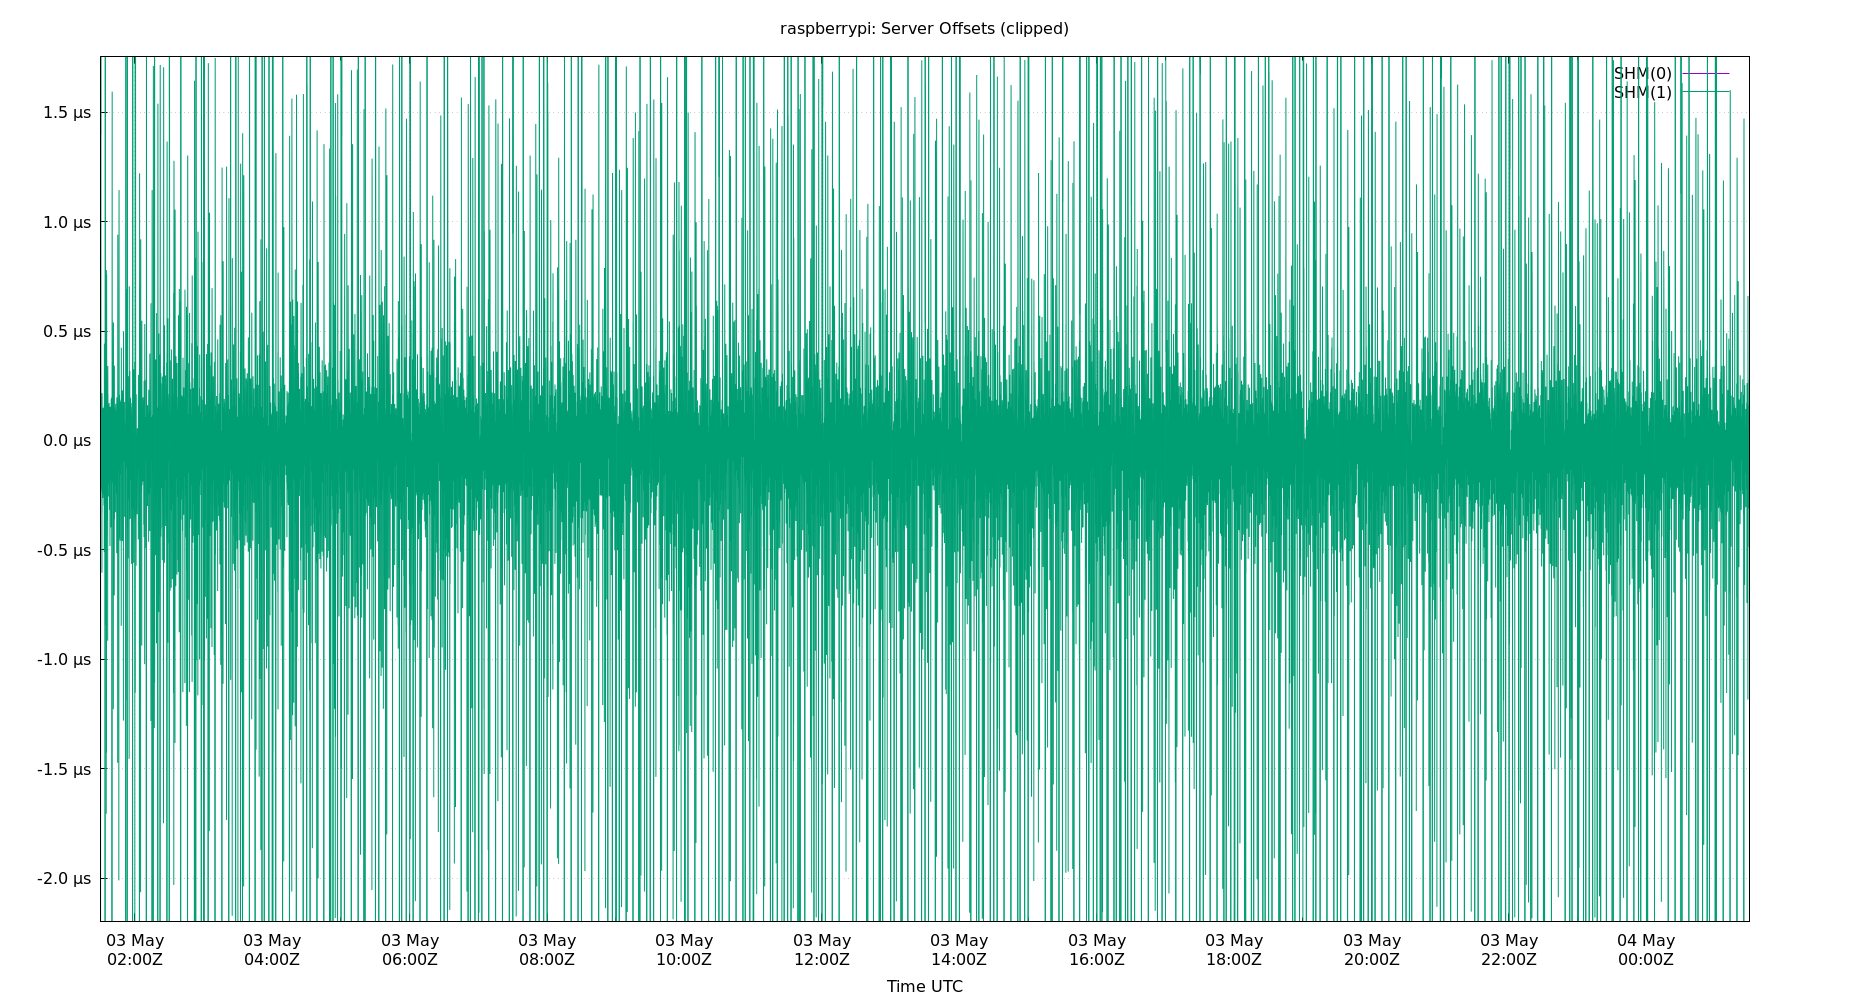 raspberrypi: Server Offsets (clipped)
SHM(0)
SHM(1)
1.5 µs
1.0 µs
0.5 µs
0.0 µs
-0.5 µs
-1.0 µs
-1.5 µs
-2.0 µs
03 May 03 May 03 May 03 May 03 May 03 May 03 May 03 May 03 May 03 May 03 May 04 May
02:00Z 04:00Z 06:00Z 08:00Z 10:00Z 12:00Z 14:00Z 16:00Z 18:00Z 20:00Z 22:00Z 00:00Z
Time UTC